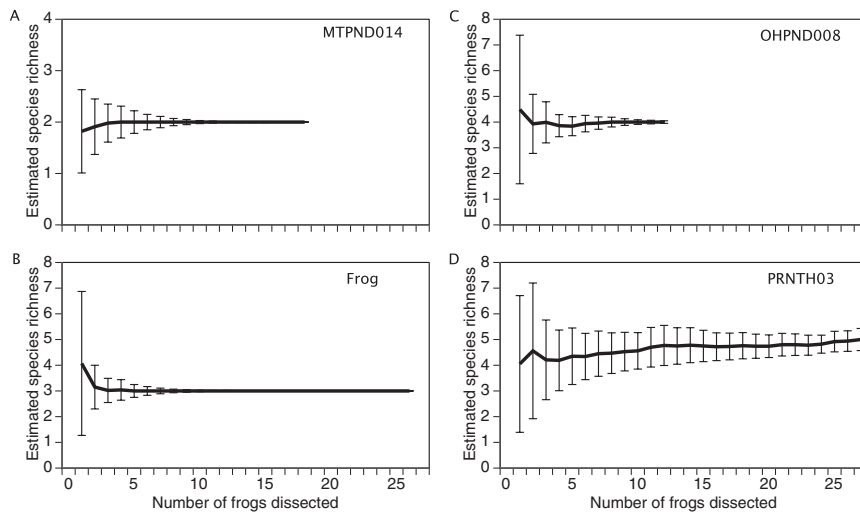 A
MTPND014
Estimated species richness
4
3
2
1
0
B
Frog
Estimated species richness
8
7
6
5
4
3
2
1
0
0 5 10 15 20 25
Number of frogs dissected
C
OHPND008
Estimated species richness
8
7
6
5
4
3
2
1
0
D
PRNTH03
Estimated species richness
8
7
6
5
4
3
2
1
0
0 5 10 15 20 25
Number of frogs dissected